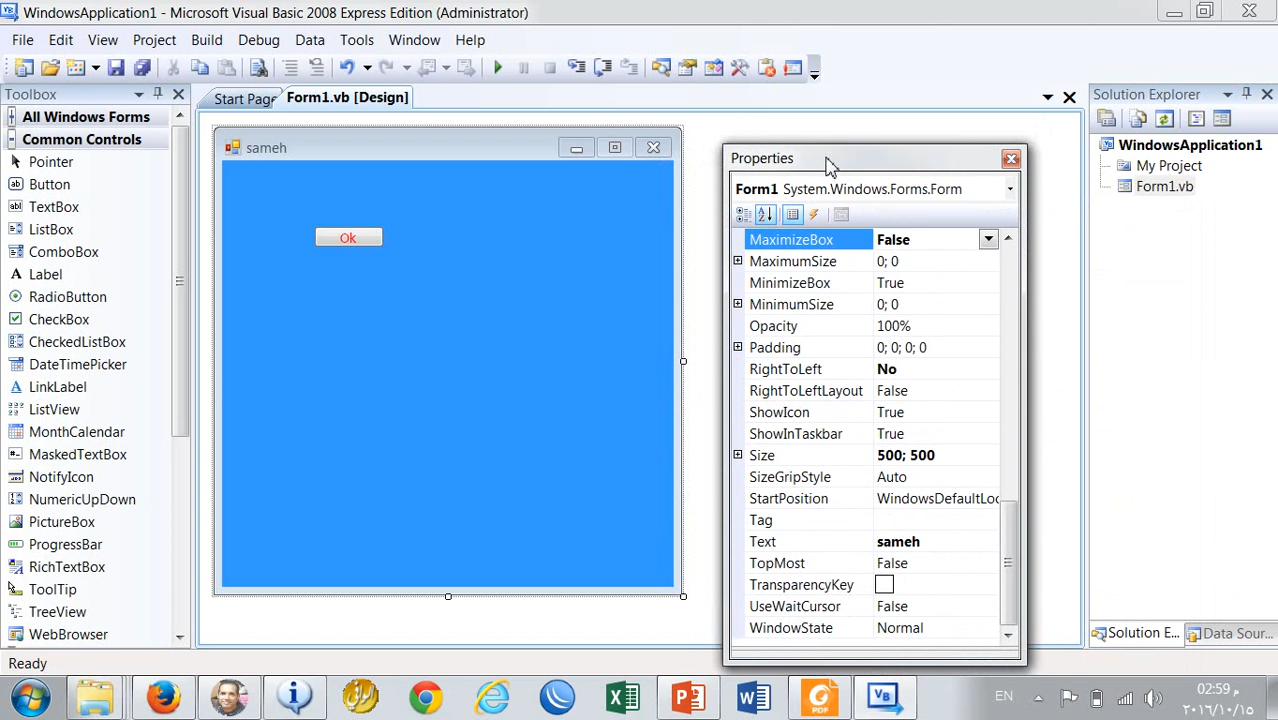 WindowsApplication1 - Microsoft Visual Basic 2008 Express Edition (Administrator)
File Edit View Project Build Debug Data Tools Window Help
Toolbox
All Windows Forms
Common Controls
Pointer
Button
TextBox
ListBox
ComboBox
Label
RadioButton
CheckBox
CheckedListBox
DateTimePicker
LinkLabel
ListView
MonthCalendar
MaskedTextBox
NotifyIcon
NumericUpDown
PictureBox
ProgressBar
RichTextBox
ToolTip
TreeView
WebBrowser
Start Page Form1.vb [Design]
sameh
Ok
Properties
Form1 System.Windows.Forms.Form
MaximizeBox False
MaximumSize 0; 0
MinimizeBox True
MinimumSize 0; 0
Opacity 100%
Padding 0; 0; 0; 0
RightToLeft No
RightToLeftLayout False
ShowIcon True
ShowInTaskbar True
Size 500; 500
SizeGripStyle Auto
StartPosition WindowsDefaultLoc
Tag
Text sameh
TopMost False
TransparencyKey
UseWaitCursor False
WindowState Normal
Solution Explorer
WindowsApplication1
My Project
Form1.vb
Solution E... Data Sour...
Ready
PDF
VB
EN
02:59 م
٢٠١٦/١٠/١٥